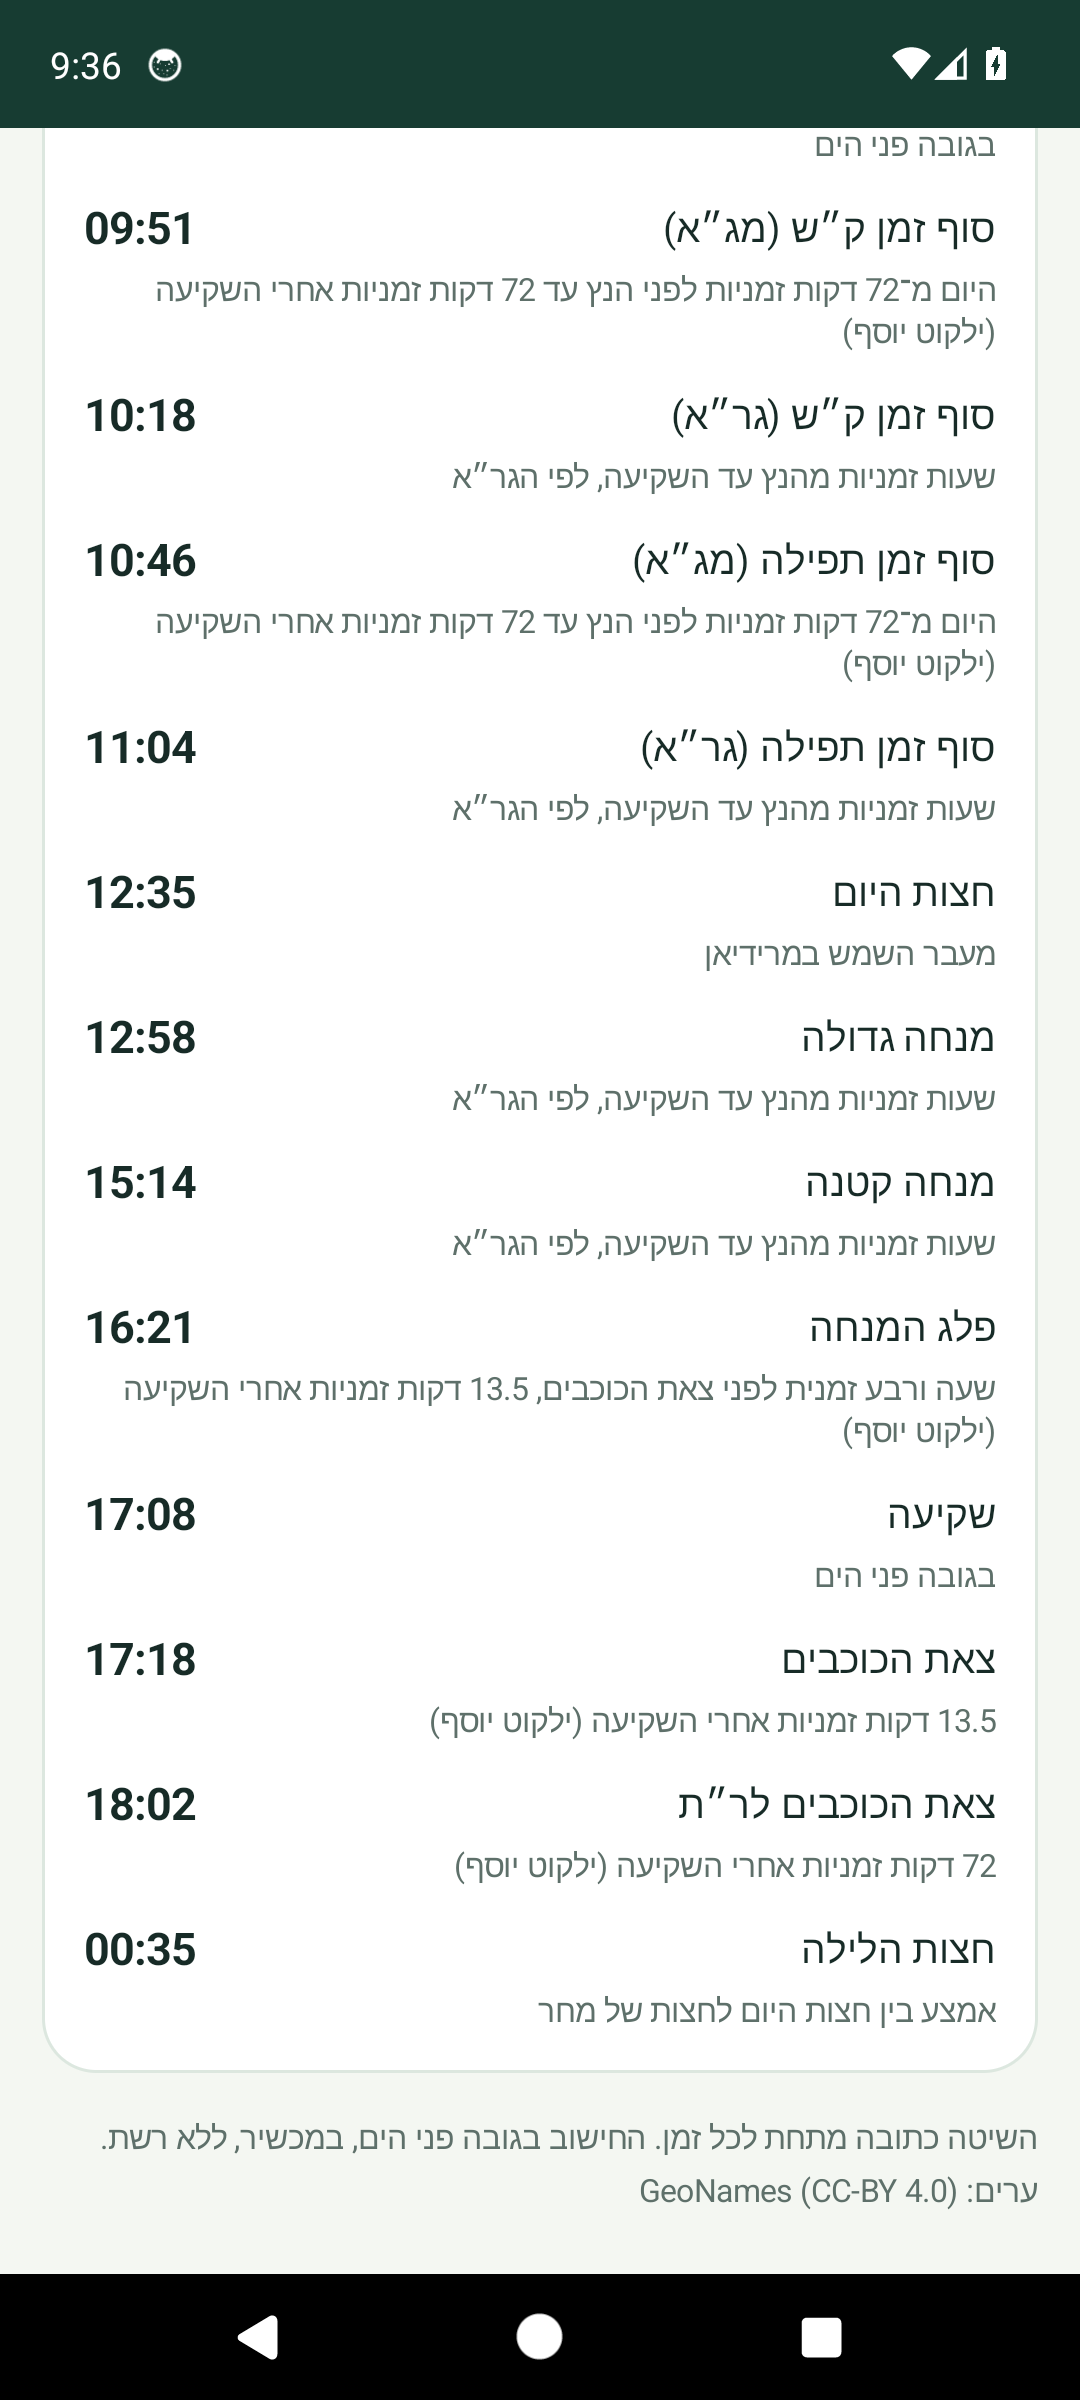 9:36
בגובה פני הים
סוף זמן ק״ש (מג״א)
09:51
היום מ־72 דקות זמניות לפני הנץ עד 72 דקות זמניות אחרי השקיעה
(ילקוט יוסף)
סוף זמן ק״ש (גר״א)
10:18
שעות זמניות מהנץ עד השקיעה, לפי הגר״א
סוף זמן תפילה (מג״א)
10:46
היום מ־72 דקות זמניות לפני הנץ עד 72 דקות זמניות אחרי השקיעה
(ילקוט יוסף)
סוף זמן תפילה (גר״א)
11:04
שעות זמניות מהנץ עד השקיעה, לפי הגר״א
חצות היום
12:35
מעבר השמש במרידיאן
מנחה גדולה
12:58
שעות זמניות מהנץ עד השקיעה, לפי הגר״א
מנחה קטנה
15:14
שעות זמניות מהנץ עד השקיעה, לפי הגר״א
פלג המנחה
16:21
שעה ורבע זמנית לפני צאת הכוכבים, 13.5 דקות זמניות אחרי השקיעה
(ילקוט יוסף)
שקיעה
17:08
בגובה פני הים
צאת הכוכבים
17:18
13.5 דקות זמניות אחרי השקיעה (ילקוט יוסף)
צאת הכוכבים לר״ת
18:02
72 דקות זמניות אחרי השקיעה (ילקוט יוסף)
חצות הלילה
00:35
אמצע בין חצות היום לחצות של מחר
השיטה כתובה מתחת לכל זמן. החישוב בגובה פני הים, במכשיר, ללא רשת.
ערים: GeoNames (CC-BY 4.0)